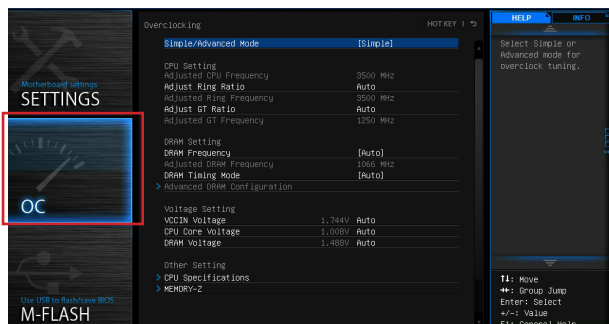 Motherboard settings
SETTINGS
OC
Use USB to flash/save BIOS
M-FLASH
Overclocking
HOT KEY |
Simple/Advanced Mode [Simple]
CPU Setting
Adjusted CPU Frequency 3500 MHz
Adjust Ring Ratio Auto
Adjusted Ring Frequency 3500 MHz
Adjust GT Ratio Auto
Adjusted GT Frequency 1250 MHz
DRAM Setting
DRAM Frequency [Auto]
Adjusted DRAM Frequency 1066 MHz
DRAM Timing Mode [Auto]
> Advanced DRAM Configuration
Voltage Setting
VCCIN Voltage 1.744V Auto
CPU Core Voltage 1.008V Auto
DRAM Voltage 1.488V Auto
Other Setting
> CPU Specifications
> MEMORY-Z
HELP INFO
Select Simple or
Advanced mode for
overclock tuning.
↑↓: Move
→←: Group Jump
Enter: Select
+/-: Value
F1: General Help